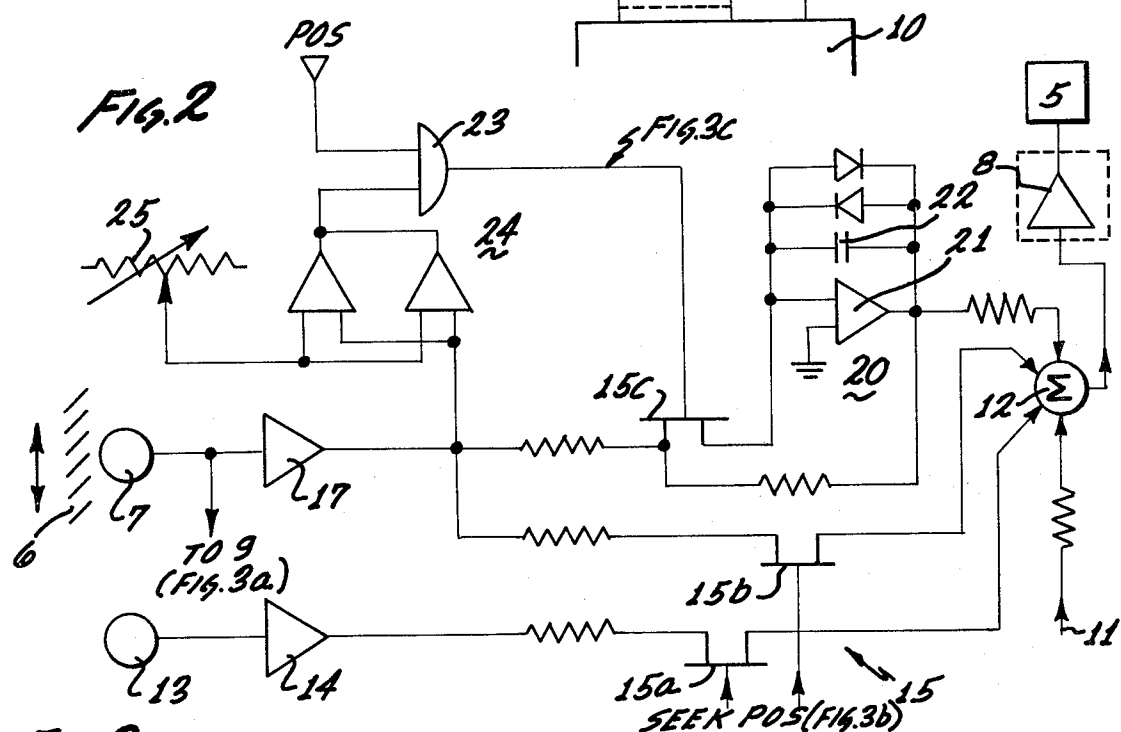 10
POS
FIG. 2
23
FIG. 3C
5
8
22
21
25
24
20
15C
12
Σ
17
7
6
TO 9
(FIG. 3a)
15b
11
13
14
15a
15
SEEK POS (FIG. 3b)